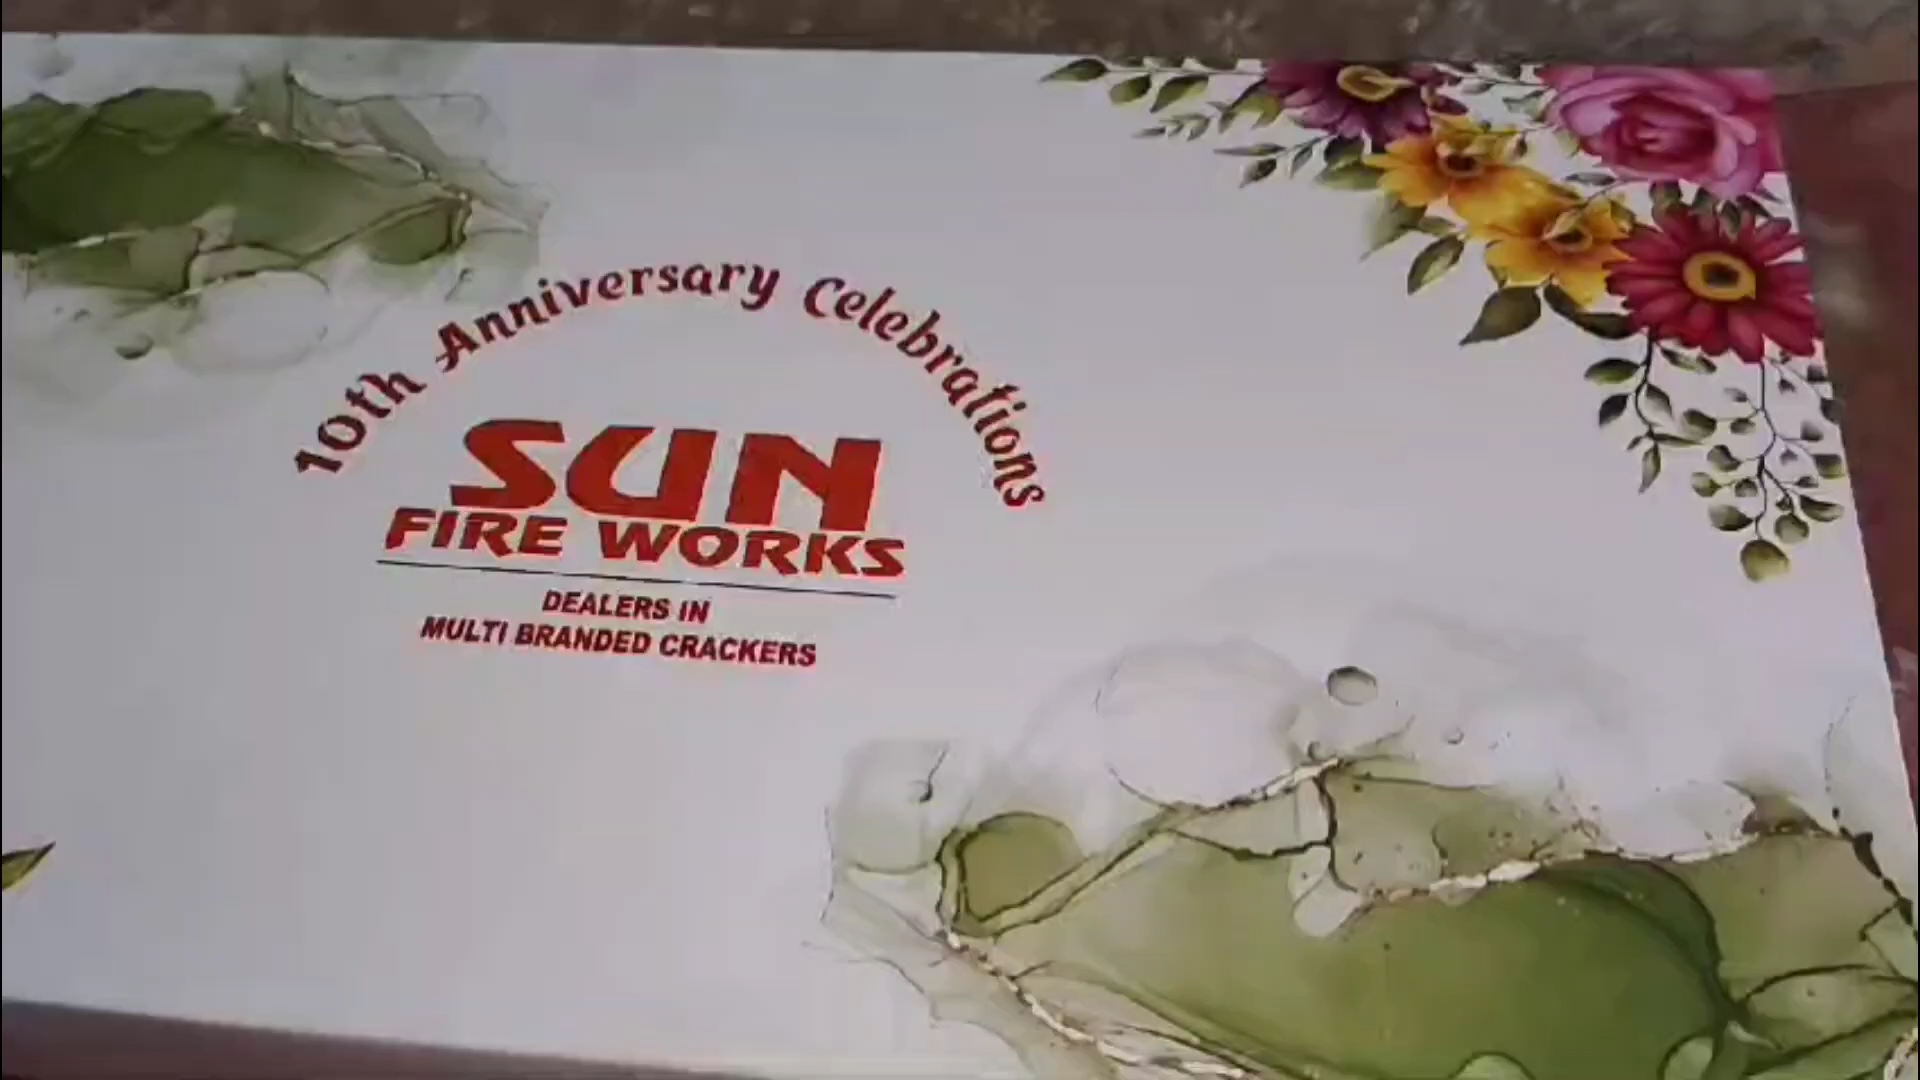 10th Anniversary Celebrations
SUN
FIRE WORKS
DEALERS IN
MULTI BRANDED CRACKERS